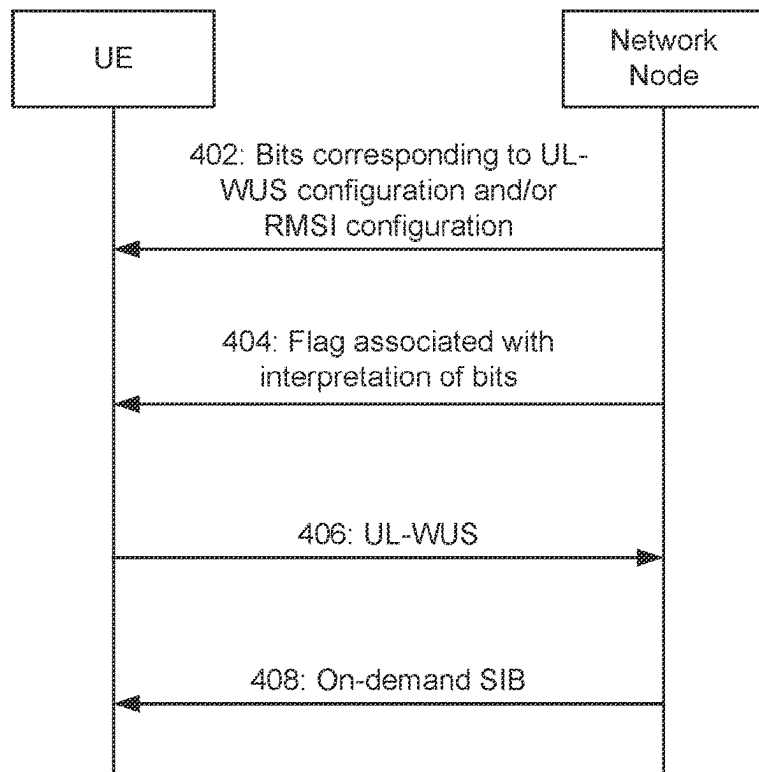 UE
Network
Node
402: Bits corresponding to UL-
WUS configuration and/or
RMSI configuration
404: Flag associated with
interpretation of bits
406: UL-WUS
408: On-demand SIB